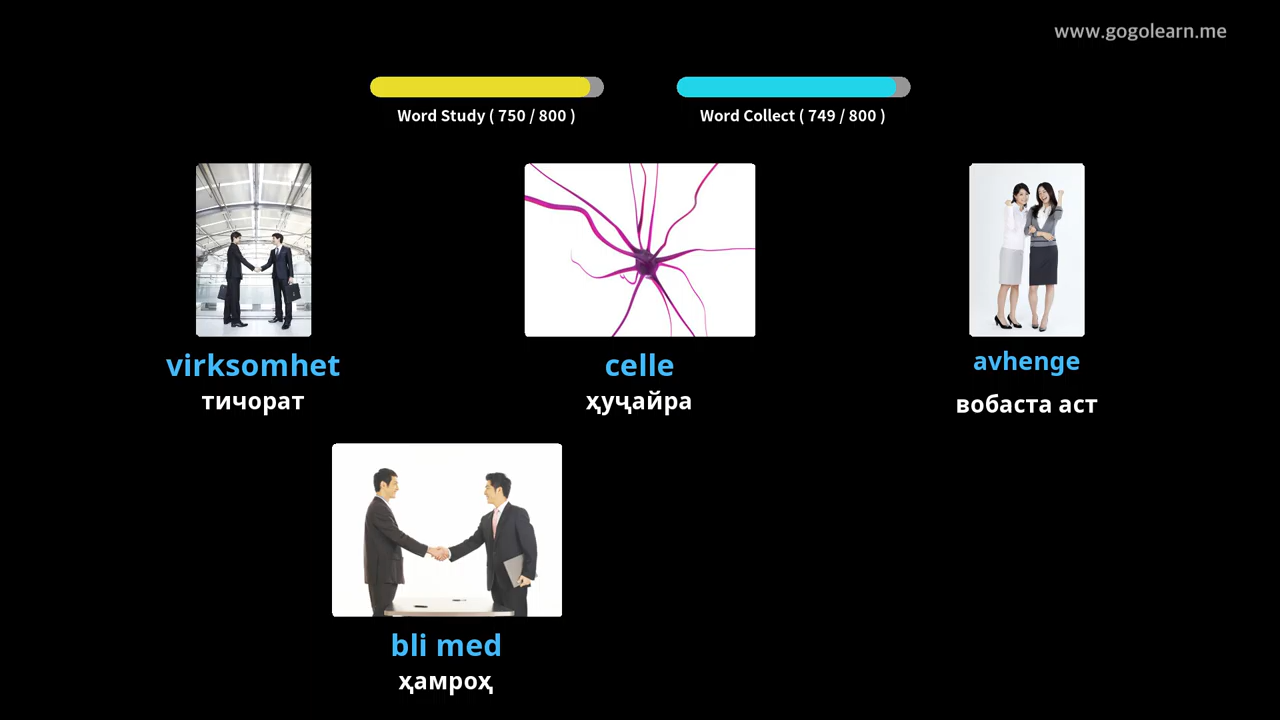 www.gogolearn.me
Word Study ( 750 / 800 )
Word Collect ( 749 / 800 )
virksomhet
тичорат
celle
ҳуҷайра
avhenge
вобаста аст
bli med
ҳамроҳ